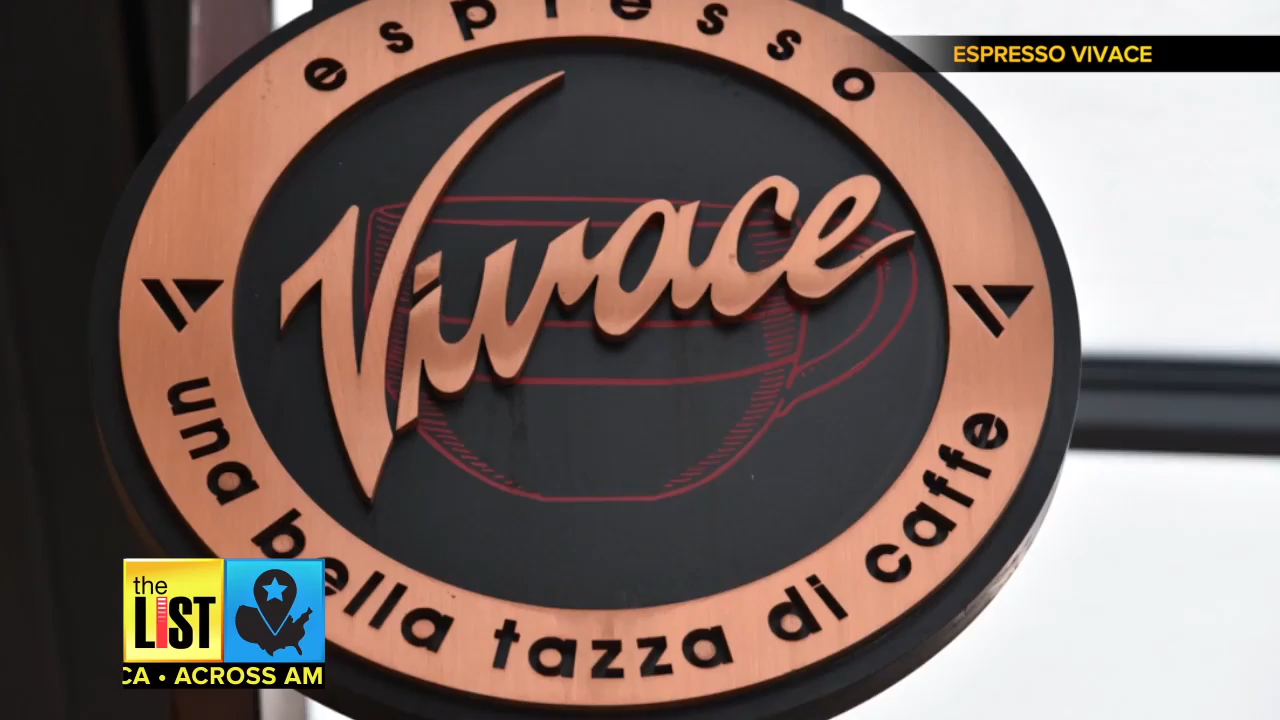 espresso
ESPRESSO VIVACE
Vivace
una bella tazza di caffe
the
LIST
CA • ACROSS AM